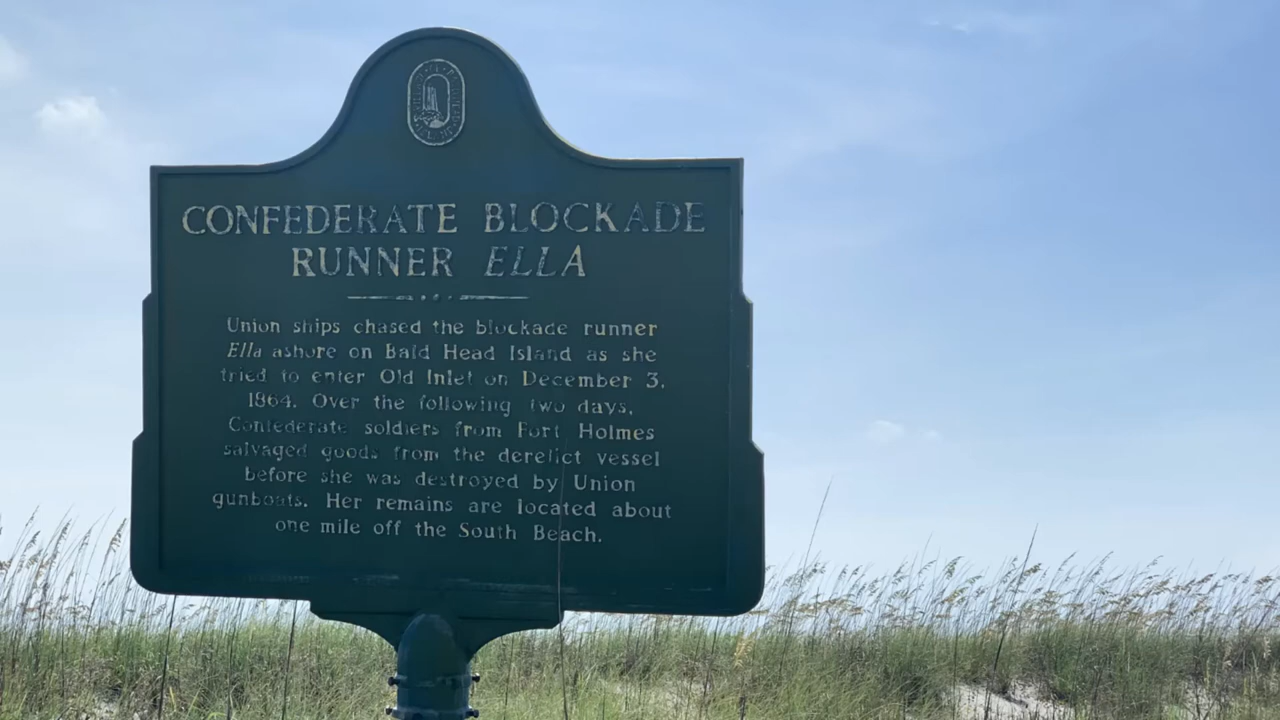 CONFEDERATE BLOCKADE
RUNNER ELLA
Union ships chased the blockade runner
Ella ashore on Bald Head Island as she
tried to enter Old Inlet on December 3,
1864. Over the following two days,
Confederate soldiers from Fort Holmes
salvaged goods from the derelict vessel
before she was destroyed by Union
gunboats. Her remains are located about
one mile off the South Beach.